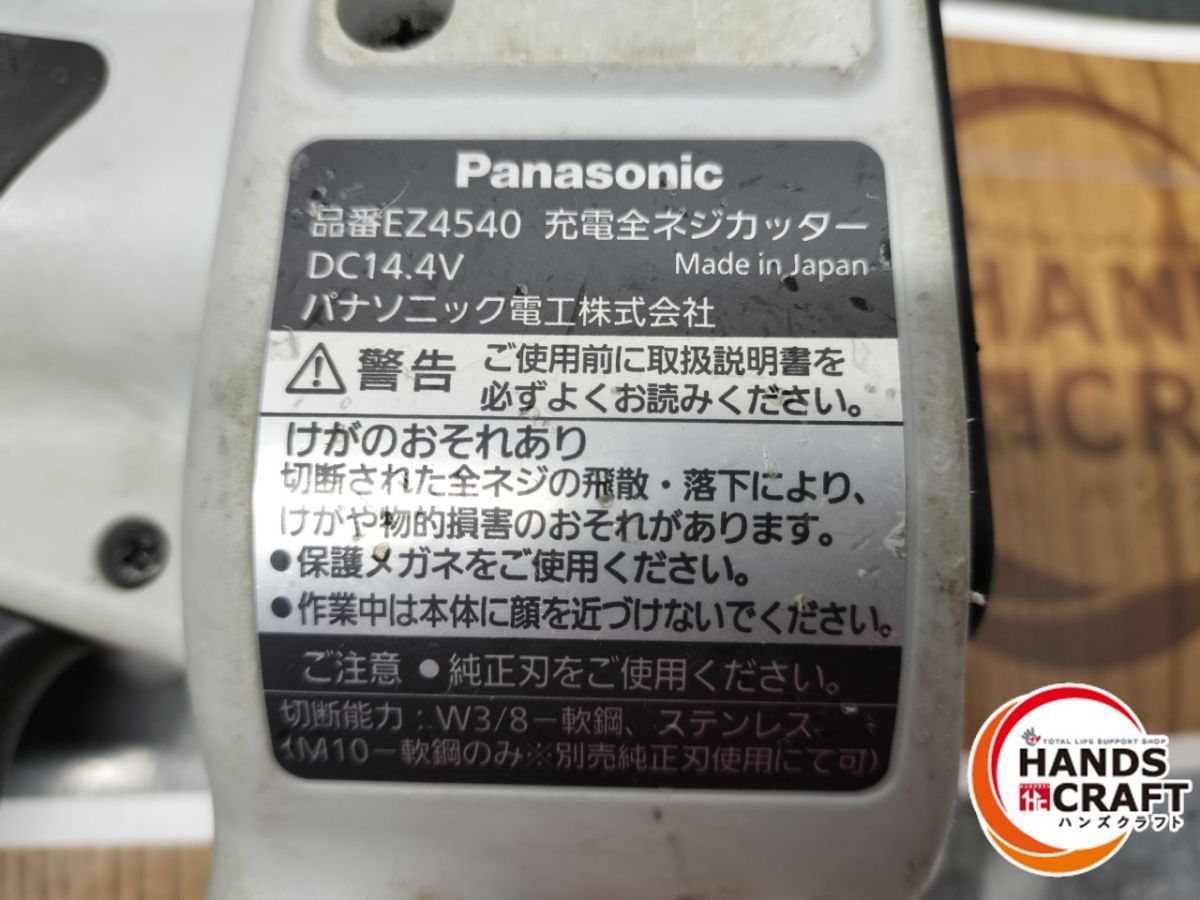 Panasonic
品番EZ4540 充電全ネジカッター
DC14.4V Made in Japan
パナソニック電工株式会社
警告 ご使用前に取扱説明書を
必ずよくお読みください。
けがのおそれあり
切断された全ネジの飛散・落下により、
けがや物的損害のおそれがあります。
●保護メガネをご使用ください。
●作業中は本体に顔を近づけないでください。
ご注意 ●純正刃をご使用ください。
切断能力：W3/8－軟鋼、ステンレス
(M10－軟鋼のみ※別売純正刃使用にて可)
HAN
CR
TOTAL LIFE SUPPORT SHOP
HANDS
CRAFT
ハンズクラフト